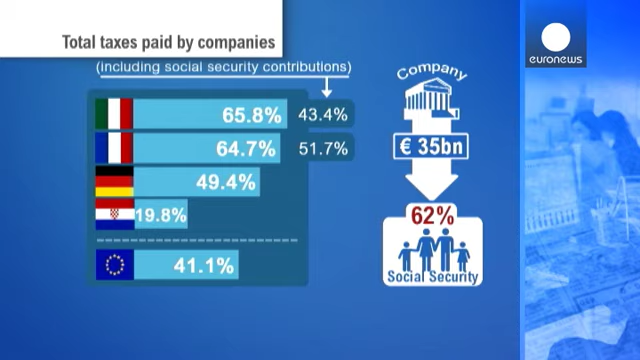 Total taxes paid by companies
(including social security contributions)
65.8% 43.4%
64.7% 51.7%
49.4%
19.8%
41.1%
Company
€ 35bn
62%
Social Security
euronews